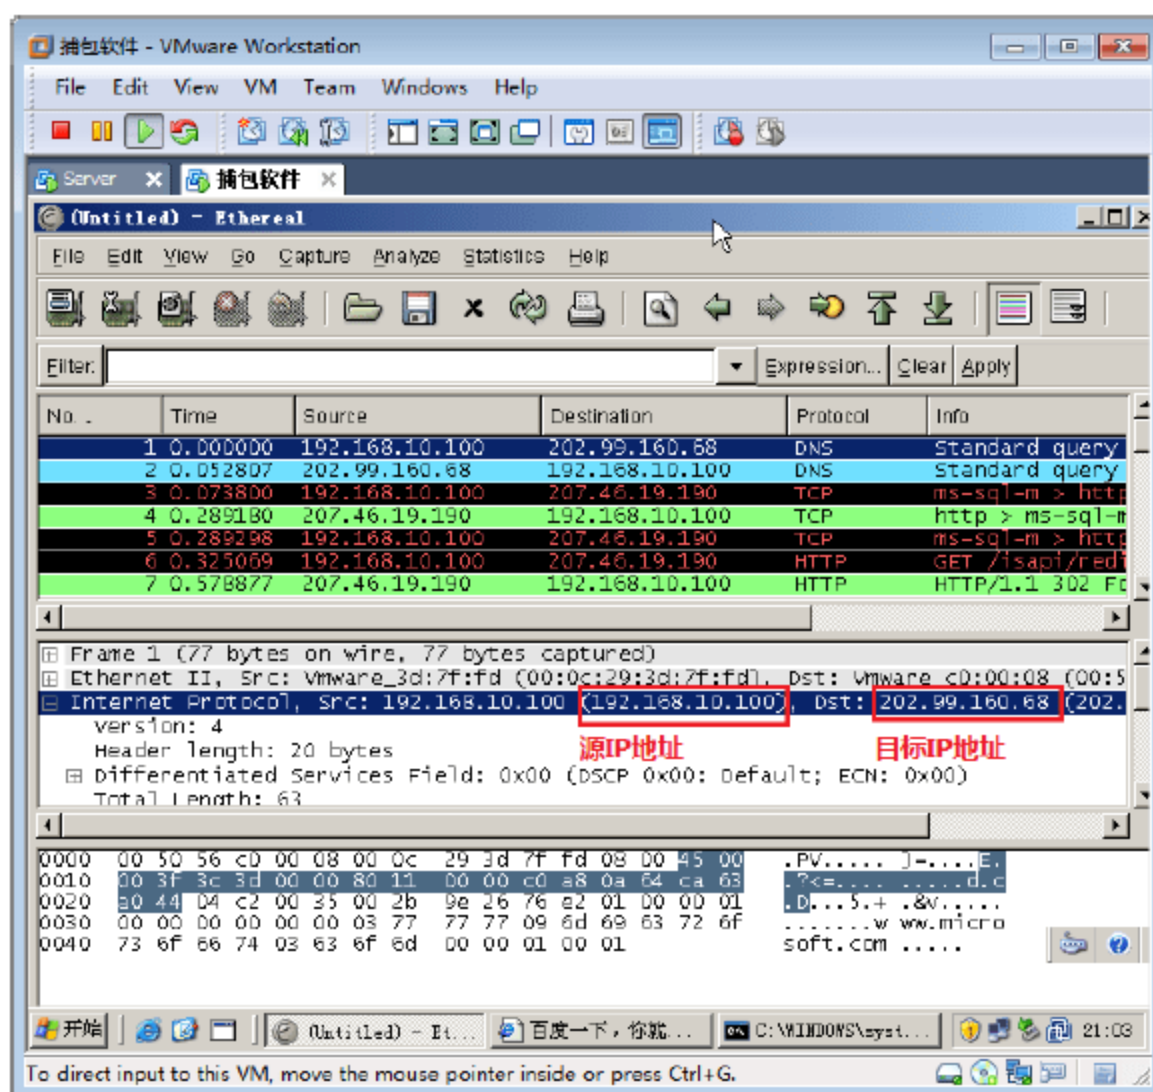 捕包软件 - VMware Workstation
File Edit View VM Team Windows Help
Server 捕包软件
(Untitled) - Ethereal
File Edit View Go Capture Analyze Statistics Help
Filter: Expression... Clear Apply
No. . Time Source Destination Protocol Info
1 0.000000 192.168.10.100 202.99.160.68 DNS Standard query
2 0.052807 202.99.160.68 192.168.10.100 DNS Standard query
3 0.073800 192.168.10.100 207.46.19.190 TCP ms-sql-m > http
4 0.289180 207.46.19.190 192.168.10.100 TCP http > ms-sql-m
5 0.289298 192.168.10.100 207.46.19.190 TCP ms-sql-m > http
6 0.325069 192.168.10.100 207.46.19.190 HTTP GET /isapi/redi
7 0.578877 207.46.19.190 192.168.10.100 HTTP HTTP/1.1 302 Fo
Frame 1 (77 bytes on wire, 77 bytes captured)
Ethernet II, Src: Vmware_3d:7f:fd (00:0c:29:3d:7f:fd), Dst: Vmware_c0:00:08 (00:5
Internet Protocol, Src: 192.168.10.100 (192.168.10.100), Dst: 202.99.160.68 (202.
Version: 4
源IP地址 目标IP地址
Header length: 20 bytes
Differentiated Services Field: 0x00 (DSCP 0x00: Default; ECN: 0x00)
Total Length: 63
0000 00 50 56 c0 00 08 00 0c 29 3d 7f fd 08 00 45 00 .PV..... )=....E.
0010 00 3f 3c 3d 00 00 80 11 00 00 c0 a8 0a 64 ca 63 .?<=.... .....d.c
0020 a0 44 04 c2 00 35 00 2b 9e 26 76 e2 01 00 00 01 .D...5.+ .&v.....
0030 00 00 00 00 00 00 03 77 77 77 09 6d 69 63 72 6f .......w ww.micro
0040 73 6f 66 74 03 63 6f 6d 00 00 01 00 01 soft.com .....
开始 (Untitled) - Et... 百度一下，你就... C:\WINDOWS\syst... 21:03
To direct input to this VM, move the mouse pointer inside or press Ctrl+G.